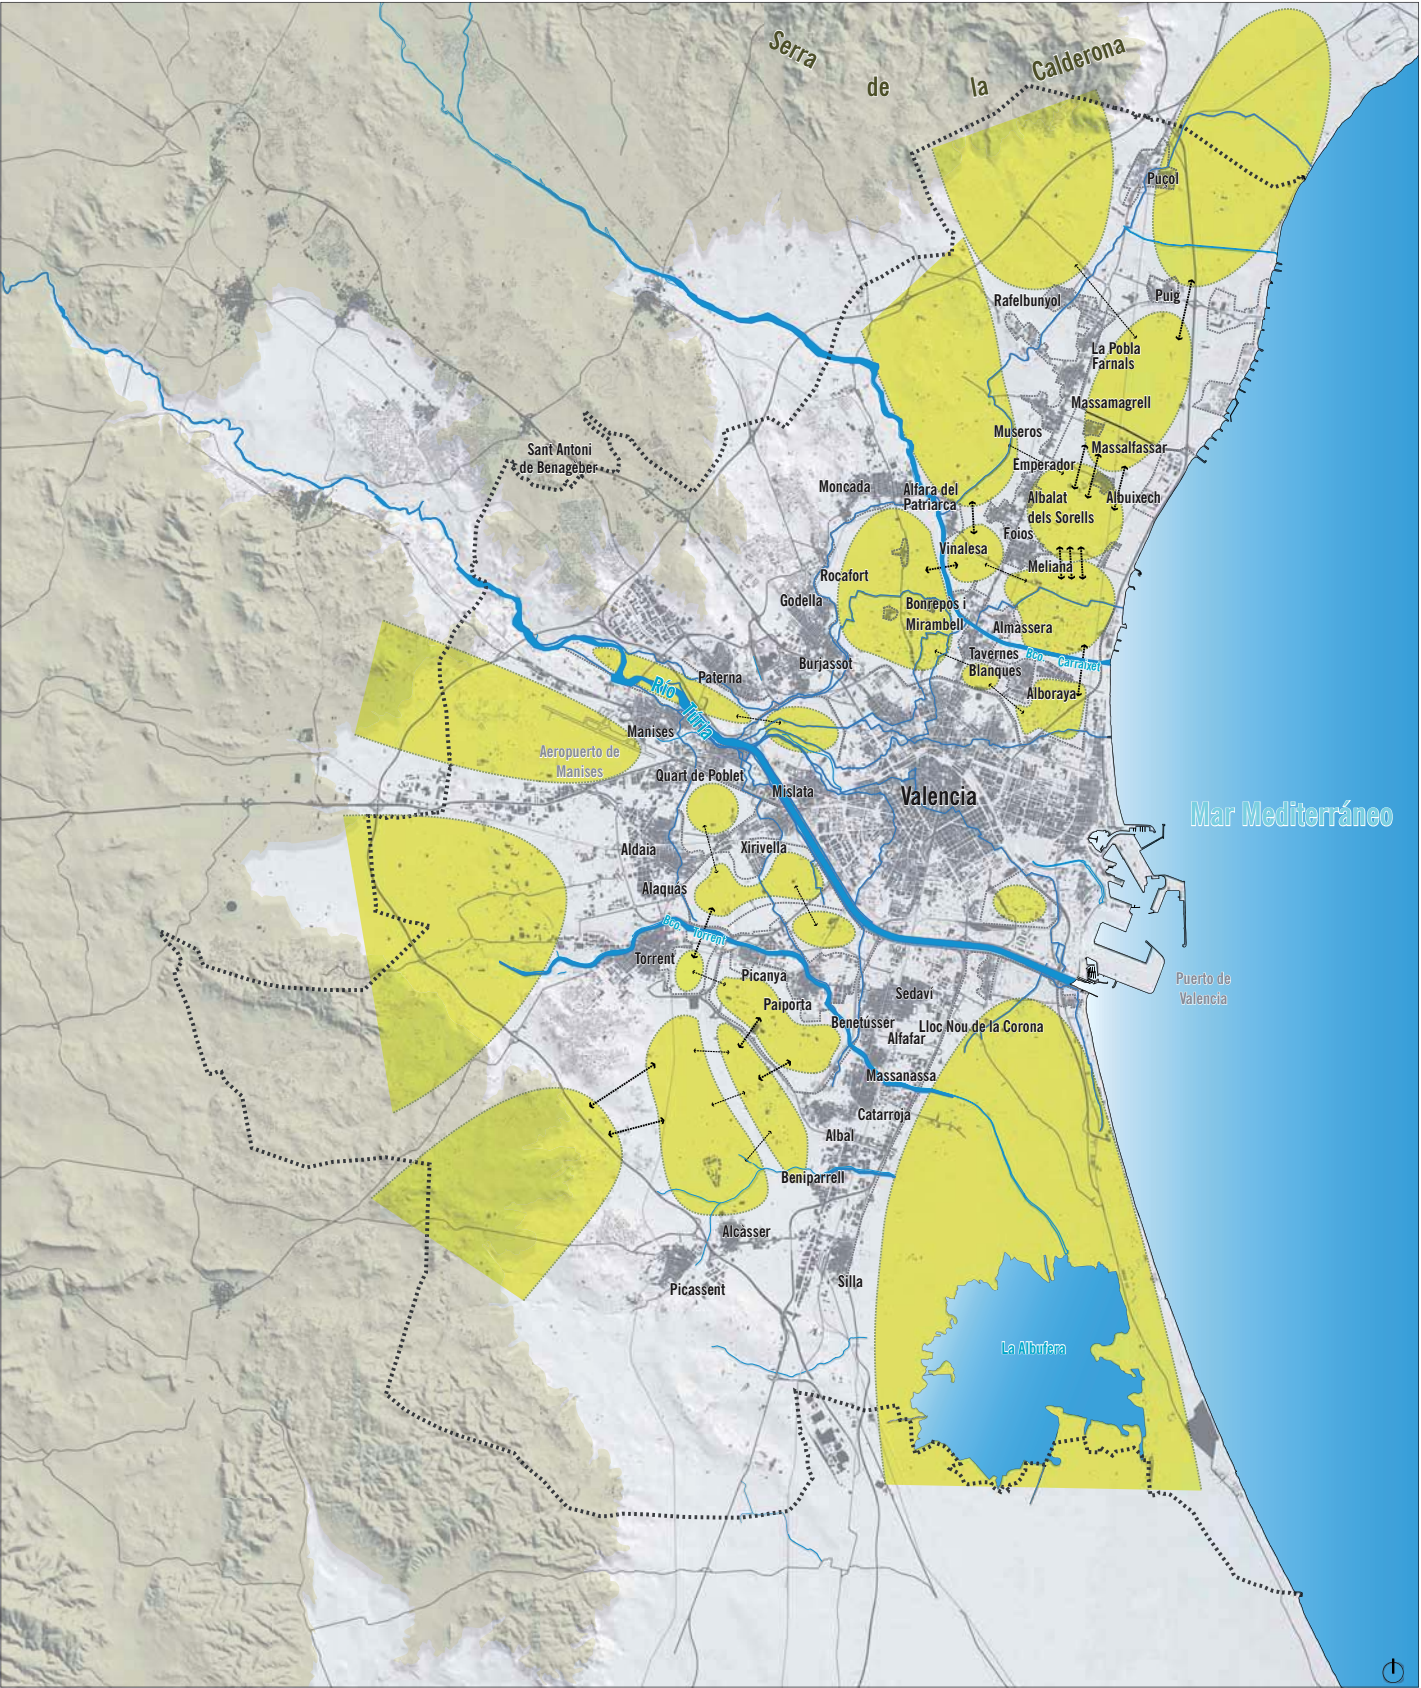 Serra
de
la
Calderona
Puçol
Rafelbunyol
Puig
La Pobla
Farnals
Massamagrell
Museros
Massalfassar
Sant Antoni
de Benagéber
Emperador
Moncada
Alfara del
Patriarca
Albalat
dels Sorells
Albuixech
Foios
Vinalesa
Meliana
Rocafort
Godella
Bonrepos i
Mirambell
Almàssera
Tavernes
Blanques
Bco. Carraixet
Burjassot
Paterna
Alboraya
Río
Túria
Manises
Aeropuerto de
Manises
Quart de Poblet
Mislata
Valencia
Mar Mediterráneo
Aldaia
Xirivella
Alaquás
Bco. Torrent
Torrent
Picanya
Puerto de
Valencia
Sedaví
Paiporta
Benetússer
Lloc Nou de la Corona
Alfafar
Massanassa
Catarroja
Albal
Beniparrell
Alcàsser
Picassent
Silla
La Albufera